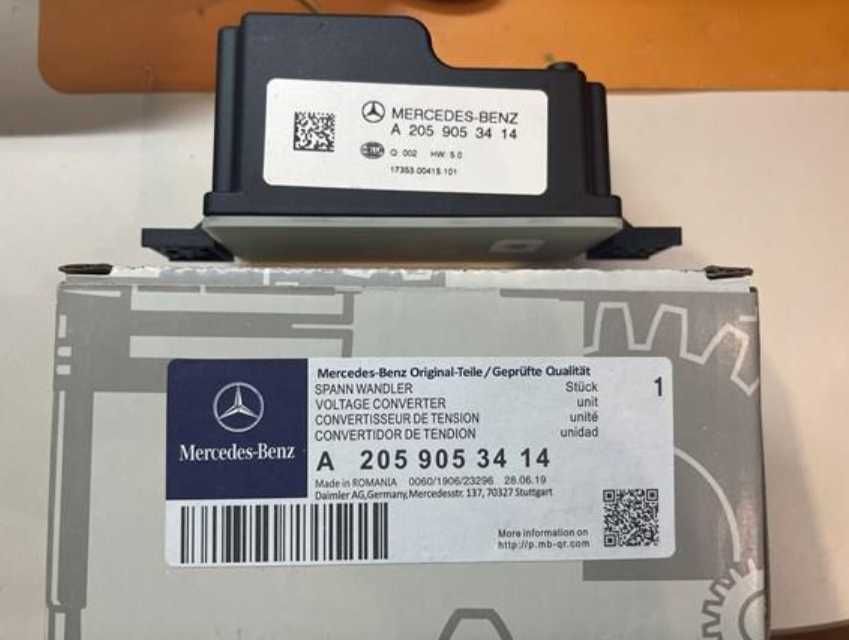 MERCEDES-BENZ
A 205 905 34 14
Q: 002 HW: 5.0
17353.00415.101
Mercedes-Benz Original-Teile/Geprüfte Qualität
SPANN WANDLER Stück 1
VOLTAGE CONVERTER unit
CONVERTISSEUR DE TENSION unité
CONVERTIDOR DE TENDION unidad
Mercedes-Benz
A 205 905 34 14
Made in ROMANIA 0060/1906/23296 28.06.19
Daimler AG,Germany,Mercedesstr. 137, 70327 Stuttgart
More information on
http://p.mb-qr.com